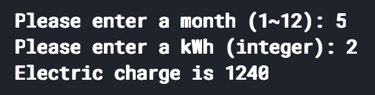 Please enter a month (1~12): 5
Please enter a kWh (integer): 2
Electric charge is 1240